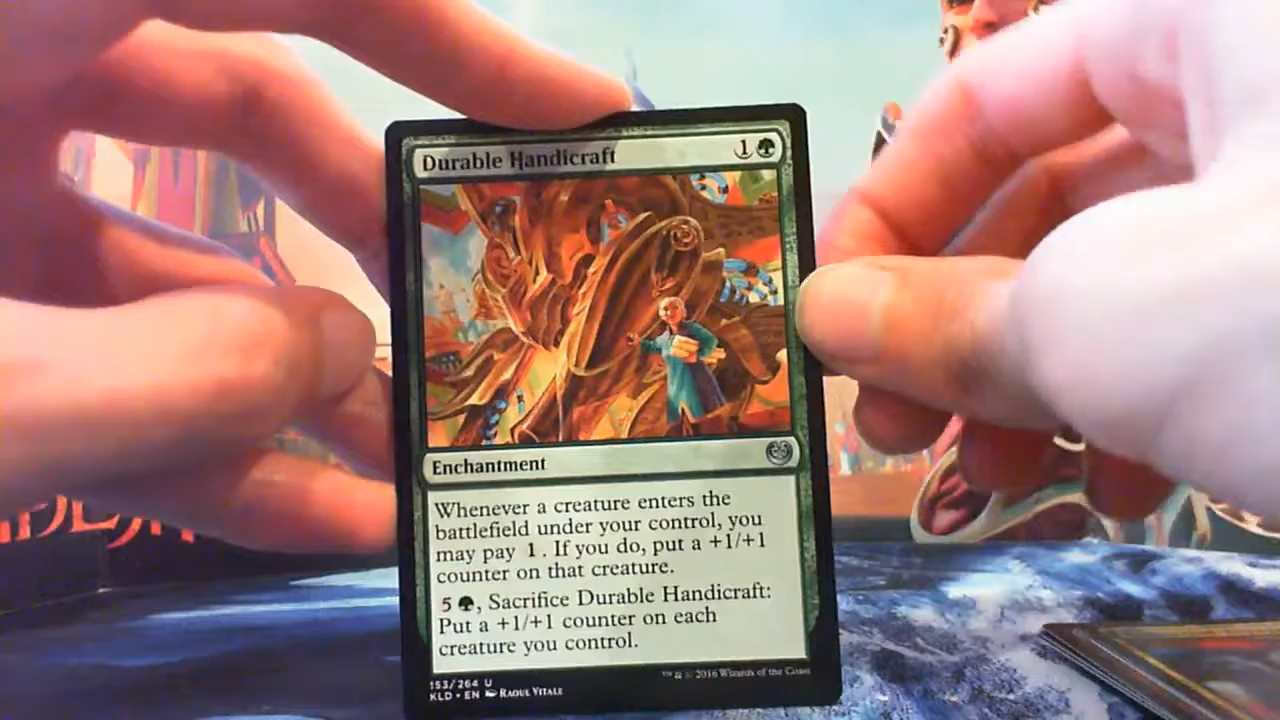 Durable Handicraft 1
Enchantment
Whenever a creature enters the
battlefield under your control, you
may pay 1. If you do, put a +1/+1
counter on that creature.
5, Sacrifice Durable Handicraft:
Put a +1/+1 counter on each
creature you control.
153/264 U
KLD • EN Raoul Vitale
™ & © 2016 Wizards of the Coast